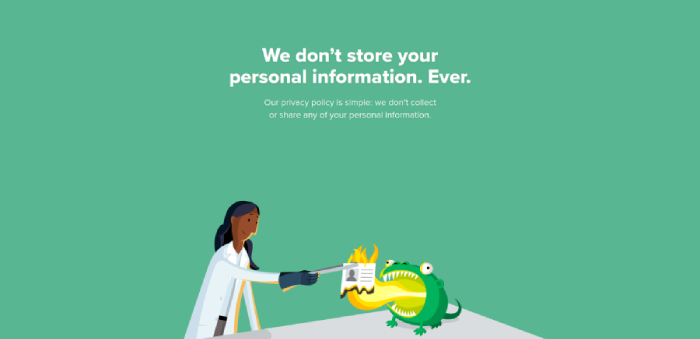 We don’t store your
personal information. Ever.
Our privacy policy is simple: we don’t collect
or share any of your personal information.